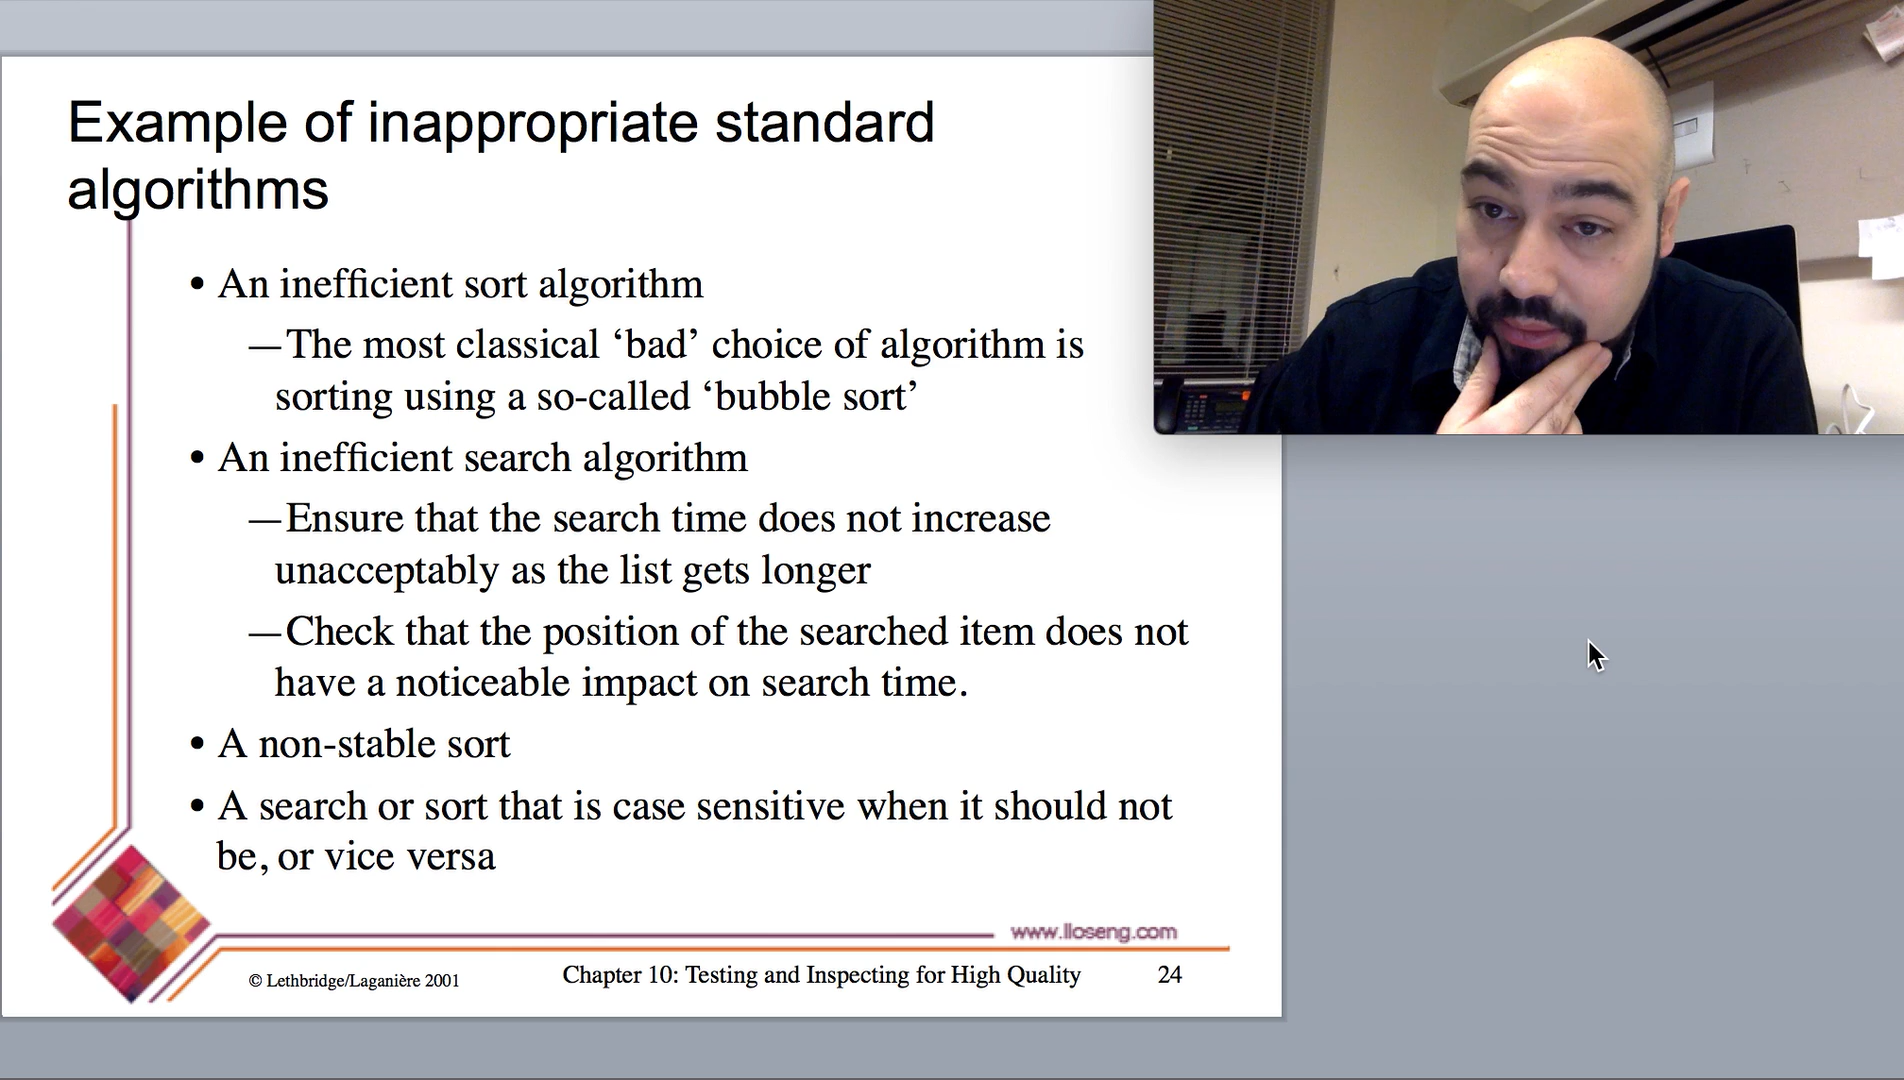 Example of inappropriate standard
algorithms
• An inefficient sort algorithm
—The most classical ‘bad’ choice of algorithm is
sorting using a so-called ‘bubble sort’
• An inefficient search algorithm
—Ensure that the search time does not increase
unacceptably as the list gets longer
—Check that the position of the searched item does not
have a noticeable impact on search time.
• A non-stable sort
• A search or sort that is case sensitive when it should not
be, or vice versa
www.lloseng.com
© Lethbridge/Laganière 2001
Chapter 10: Testing and Inspecting for High Quality
24